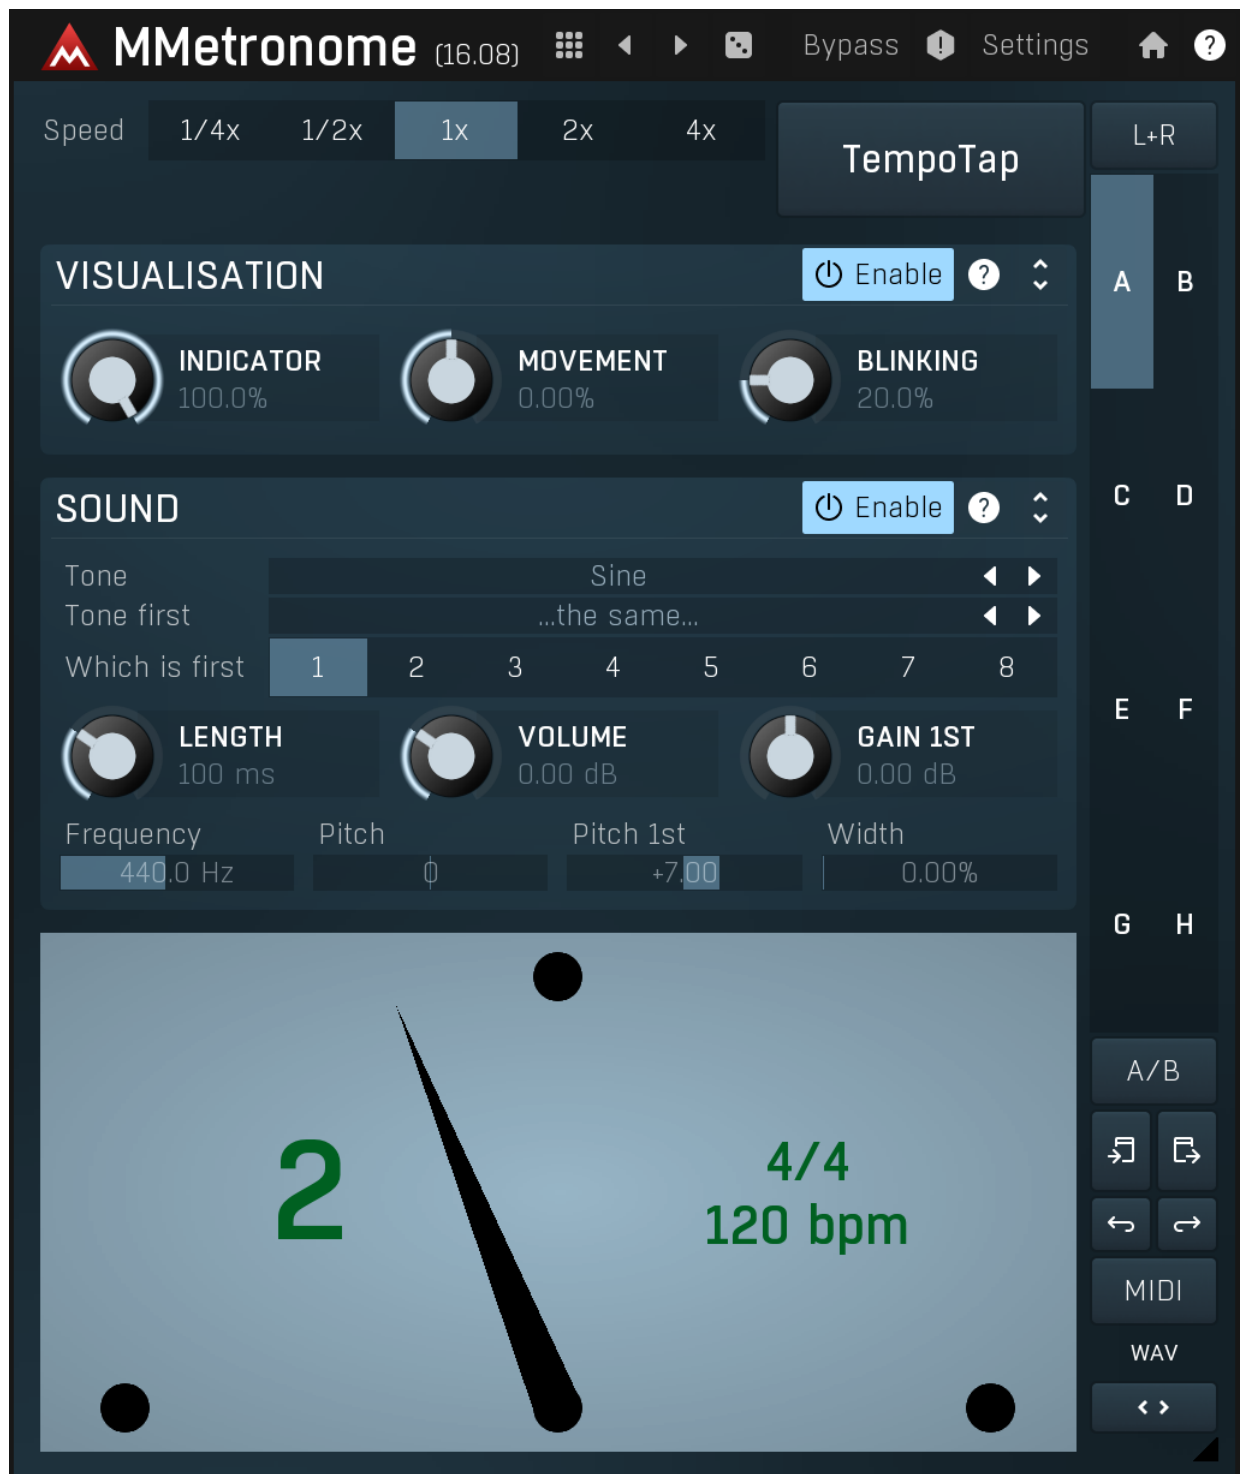 MMetronome (16.08) Bypass Settings ?
Speed 1/4x 1/2x 1x 2x 4x
TempoTap
L+R
VISUALISATION Enable ?
A B
INDICATOR MOVEMENT BLINKING
100.0% 0.00% 20.0%
SOUND Enable ?
C D
Tone Sine
Tone first ...the same...
Which is first 1 2 3 4 5 6 7 8
E F
LENGTH VOLUME GAIN 1ST
100 ms 0.00 dB 0.00 dB
Frequency Pitch Pitch 1st Width
440.0 Hz 0 +7.00 0.00%
G H
A/B
2
4/4
120 bpm
MIDI
WAV